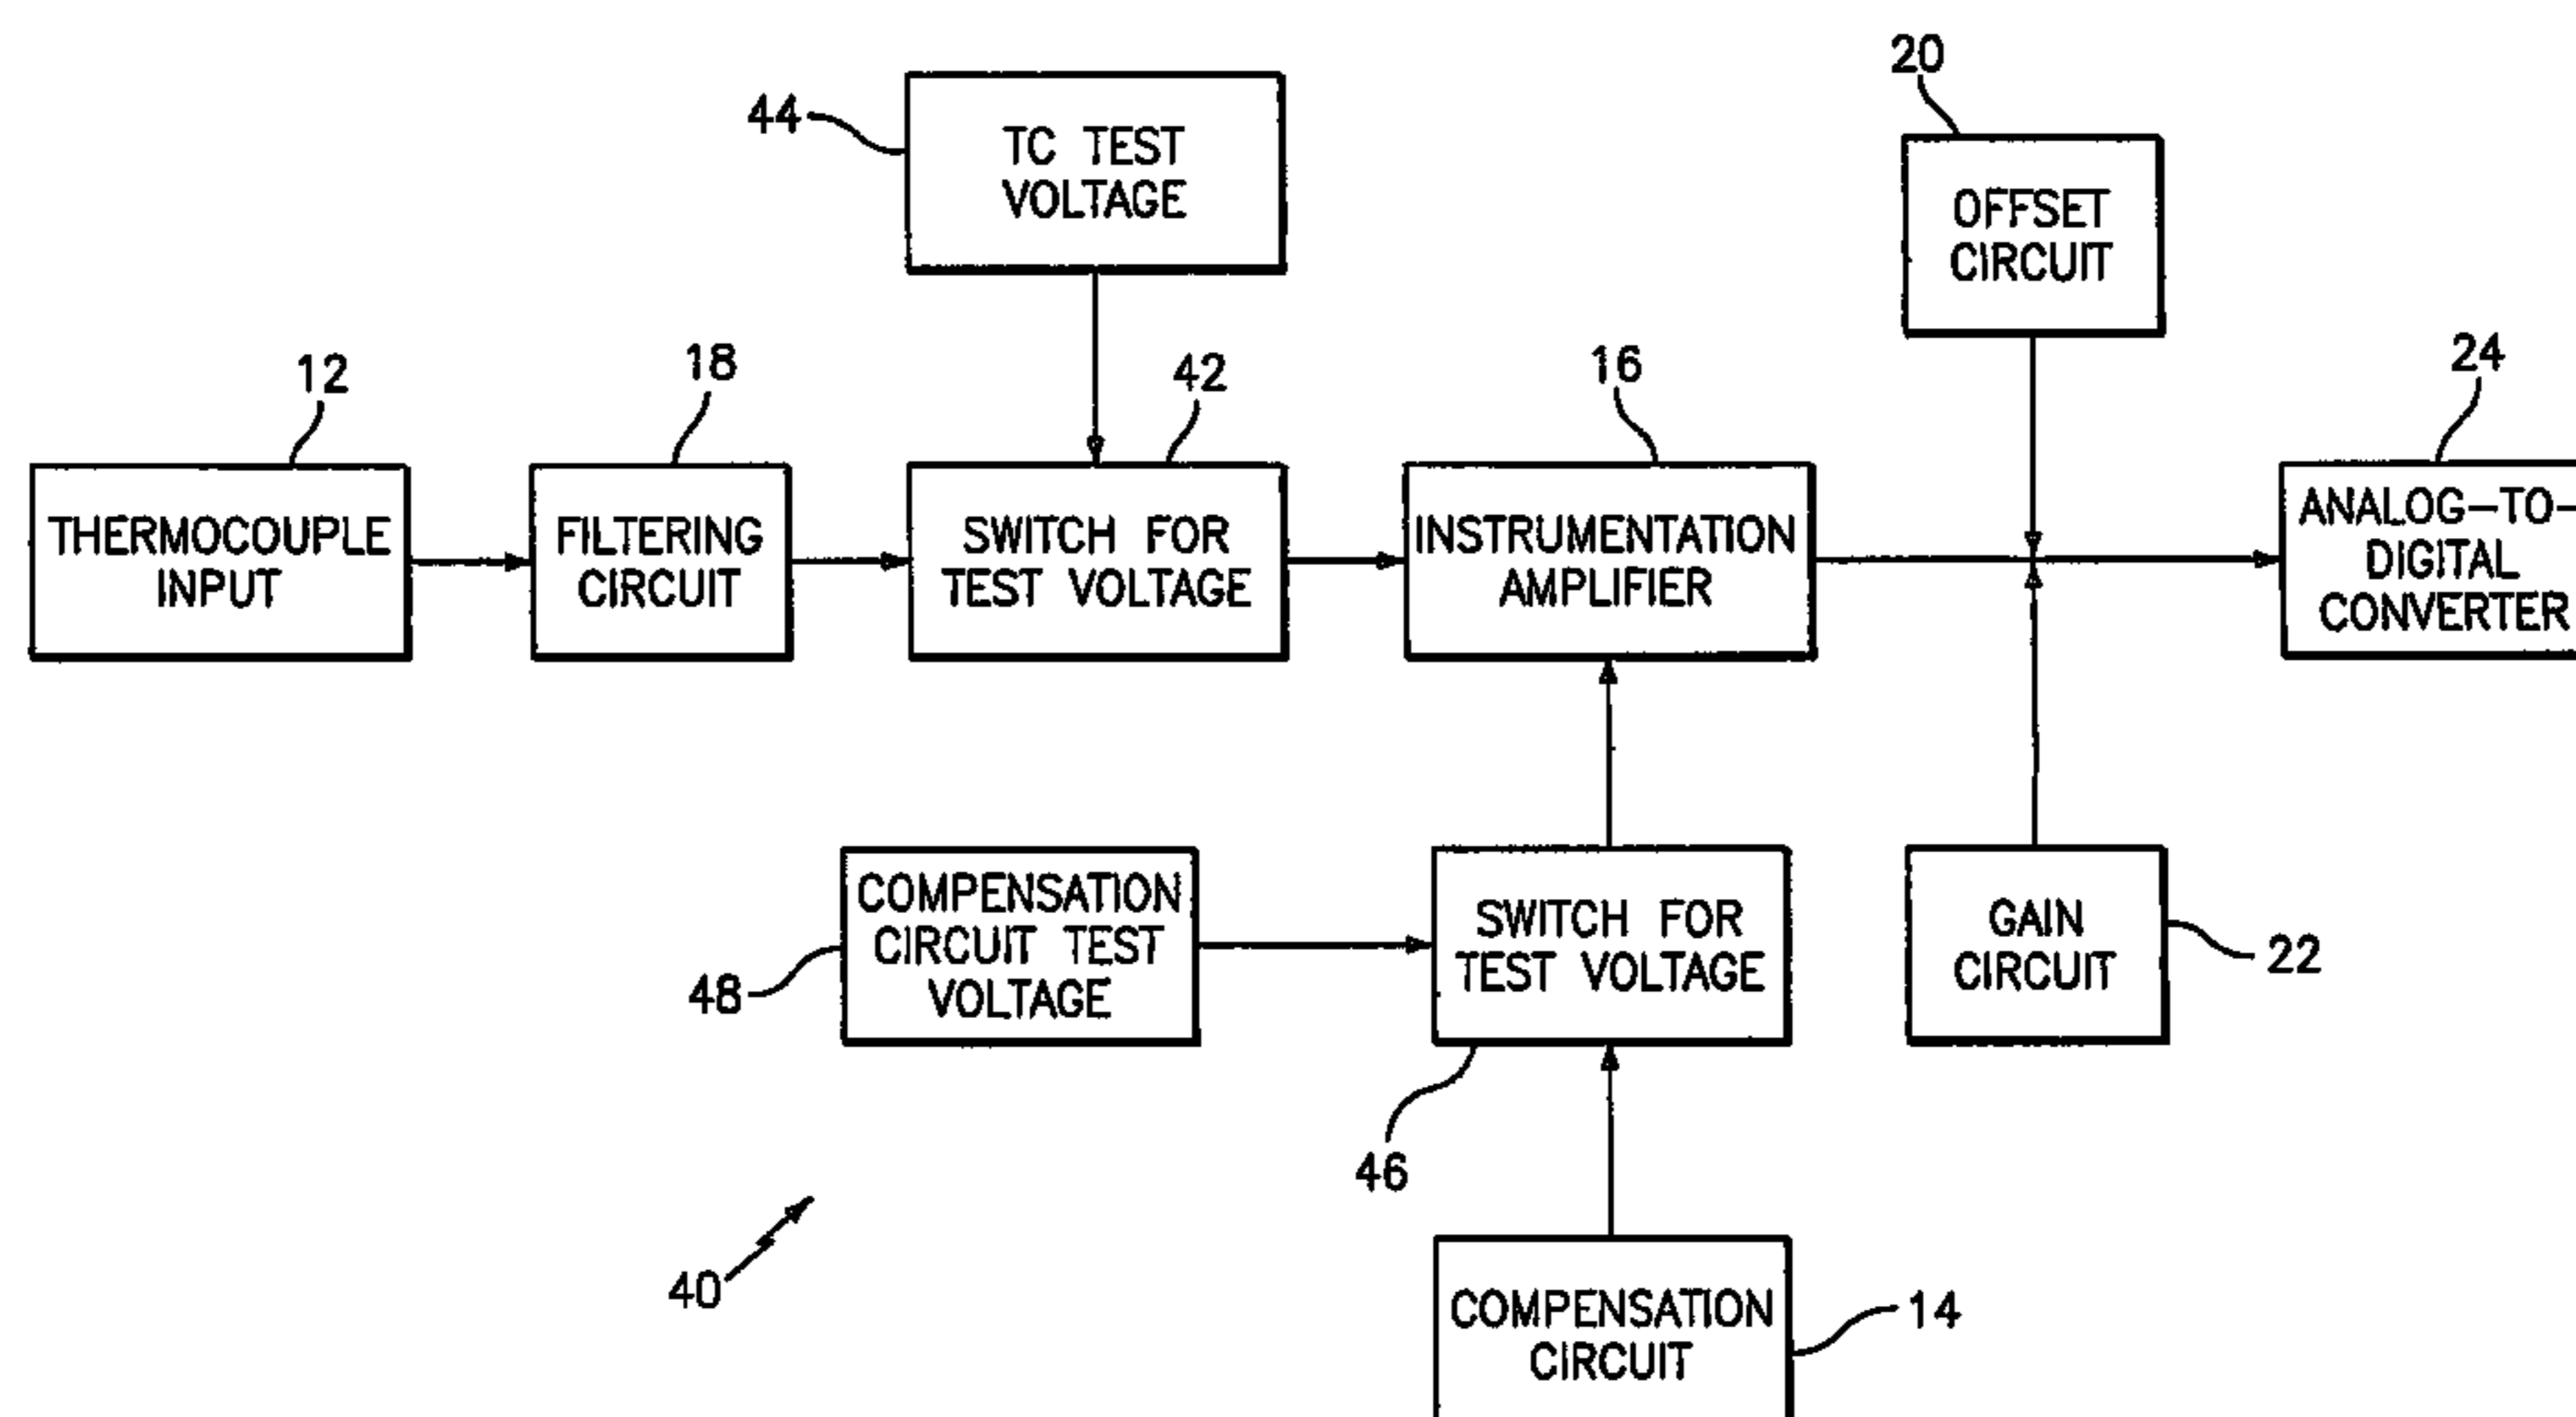 20
44
TC TEST
VOLTAGE
OFFSET
CIRCUIT
12
18
42
16
24
THERMOCOUPLE
INPUT
FILTERING
CIRCUIT
SWITCH FOR
TEST VOLTAGE
INSTRUMENTATION
AMPLIFIER
ANALOG-TO-
DIGITAL
CONVERTER
COMPENSATION
CIRCUIT TEST
VOLTAGE
48
SWITCH FOR
TEST VOLTAGE
46
GAIN
CIRCUIT
22
40
COMPENSATION
CIRCUIT
14